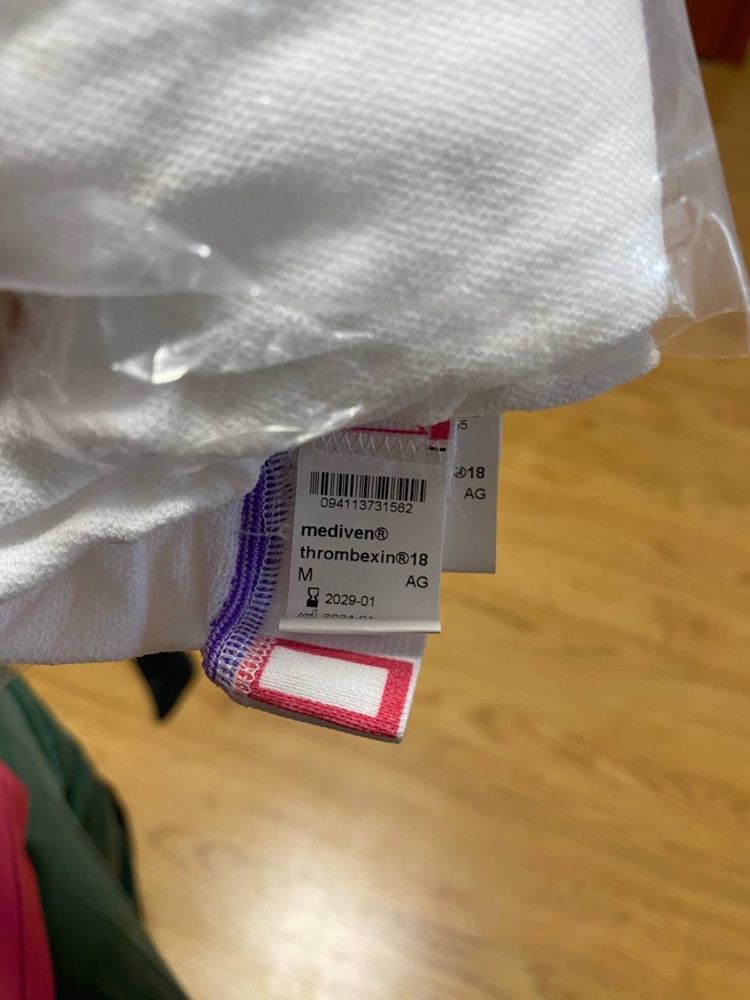 094113731562
mediven®
thrombexin®18
M AG
2029-01
®18
AG